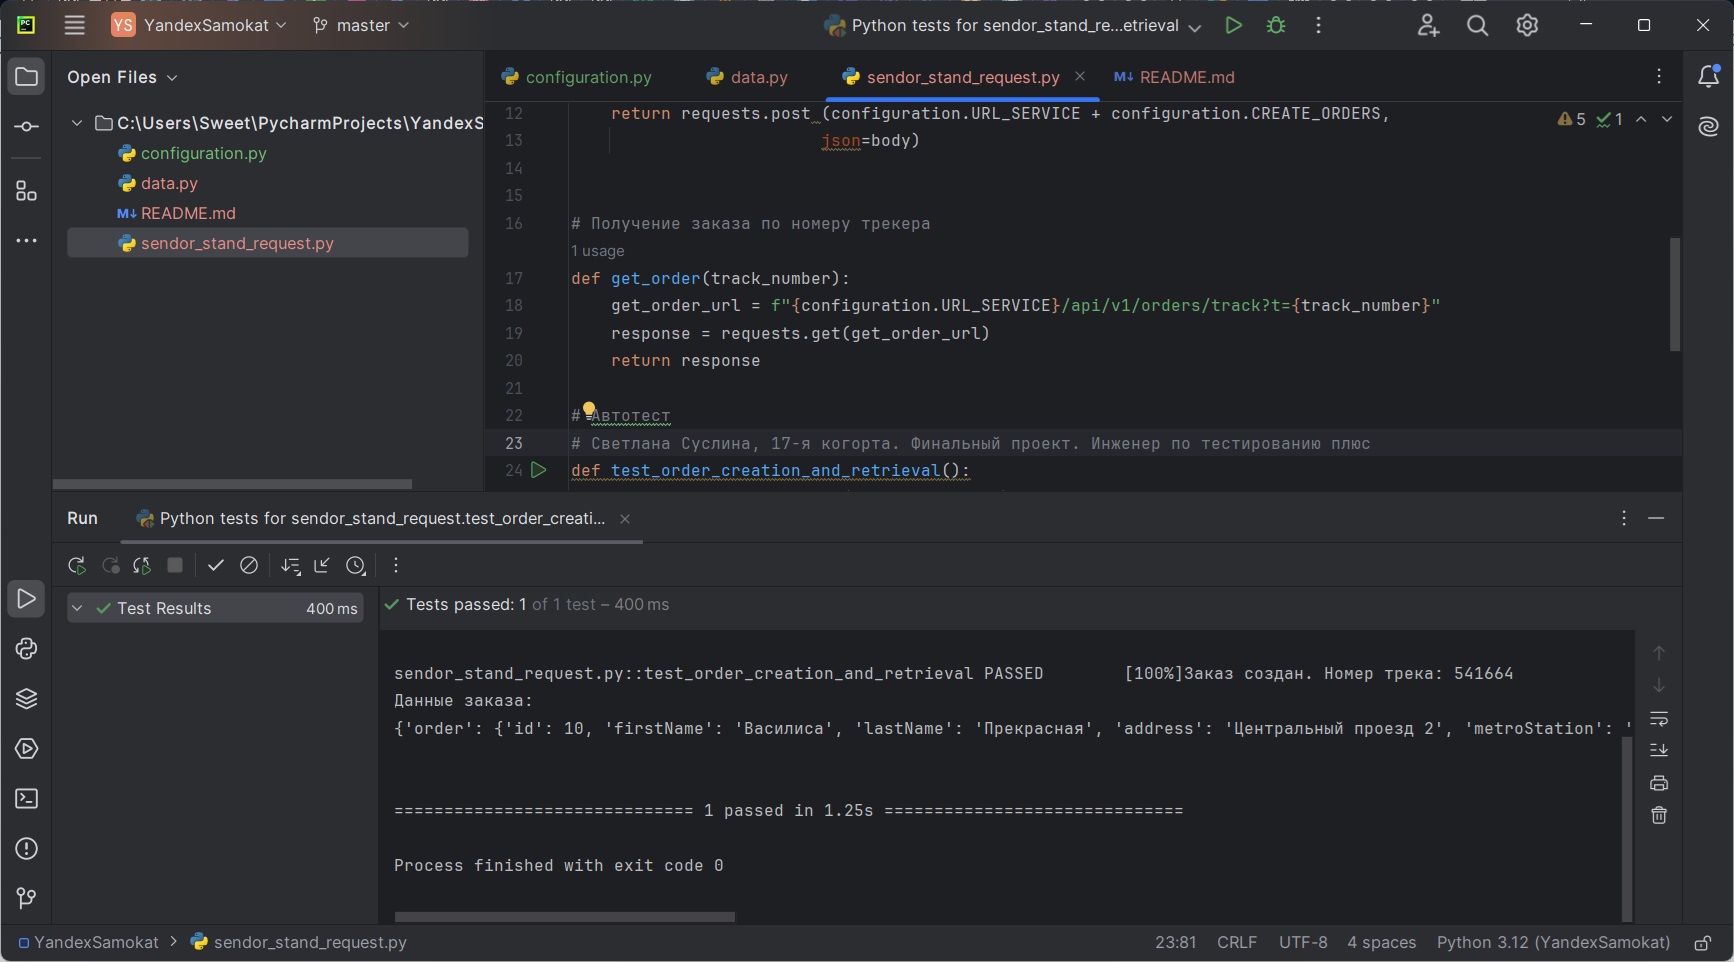 YS YandexSamokat master Python tests for sendor_stand_re...etrieval
Open Files
configuration.py data.py sendor_stand_request.py README.md
C:\Users\Sweet\PycharmProjects\YandexS
configuration.py
data.py
README.md
sendor_stand_request.py
5 1
12 return requests.post (configuration.URL_SERVICE + configuration.CREATE_ORDERS,
13 json=body)
14
15
16 # Получение заказа по номеру трекера
1 usage
17 def get_order(track_number):
18 get_order_url = f"{configuration.URL_SERVICE}/api/v1/orders/track?t={track_number}"
19 response = requests.get(get_order_url)
20 return response
21
22 # Автотест
23 # Светлана Суслина, 17-я когорта. Финальный проект. Инженер по тестированию плюс
24 def test_order_creation_and_retrieval():
Run Python tests for sendor_stand_request.test_order_creati...
Test Results 400 ms
Tests passed: 1 of 1 test – 400 ms
sendor_stand_request.py::test_order_creation_and_retrieval PASSED [100%]Заказ создан. Номер трека: 541664
Данные заказа:
{'order': {'id': 10, 'firstName': 'Василиса', 'lastName': 'Прекрасная', 'address': 'Центральный проезд 2', 'metroStation': '
============================== 1 passed in 1.25s ==============================
Process finished with exit code 0
YandexSamokat > sendor_stand_request.py
23:81 CRLF UTF-8 4 spaces Python 3.12 (YandexSamokat)